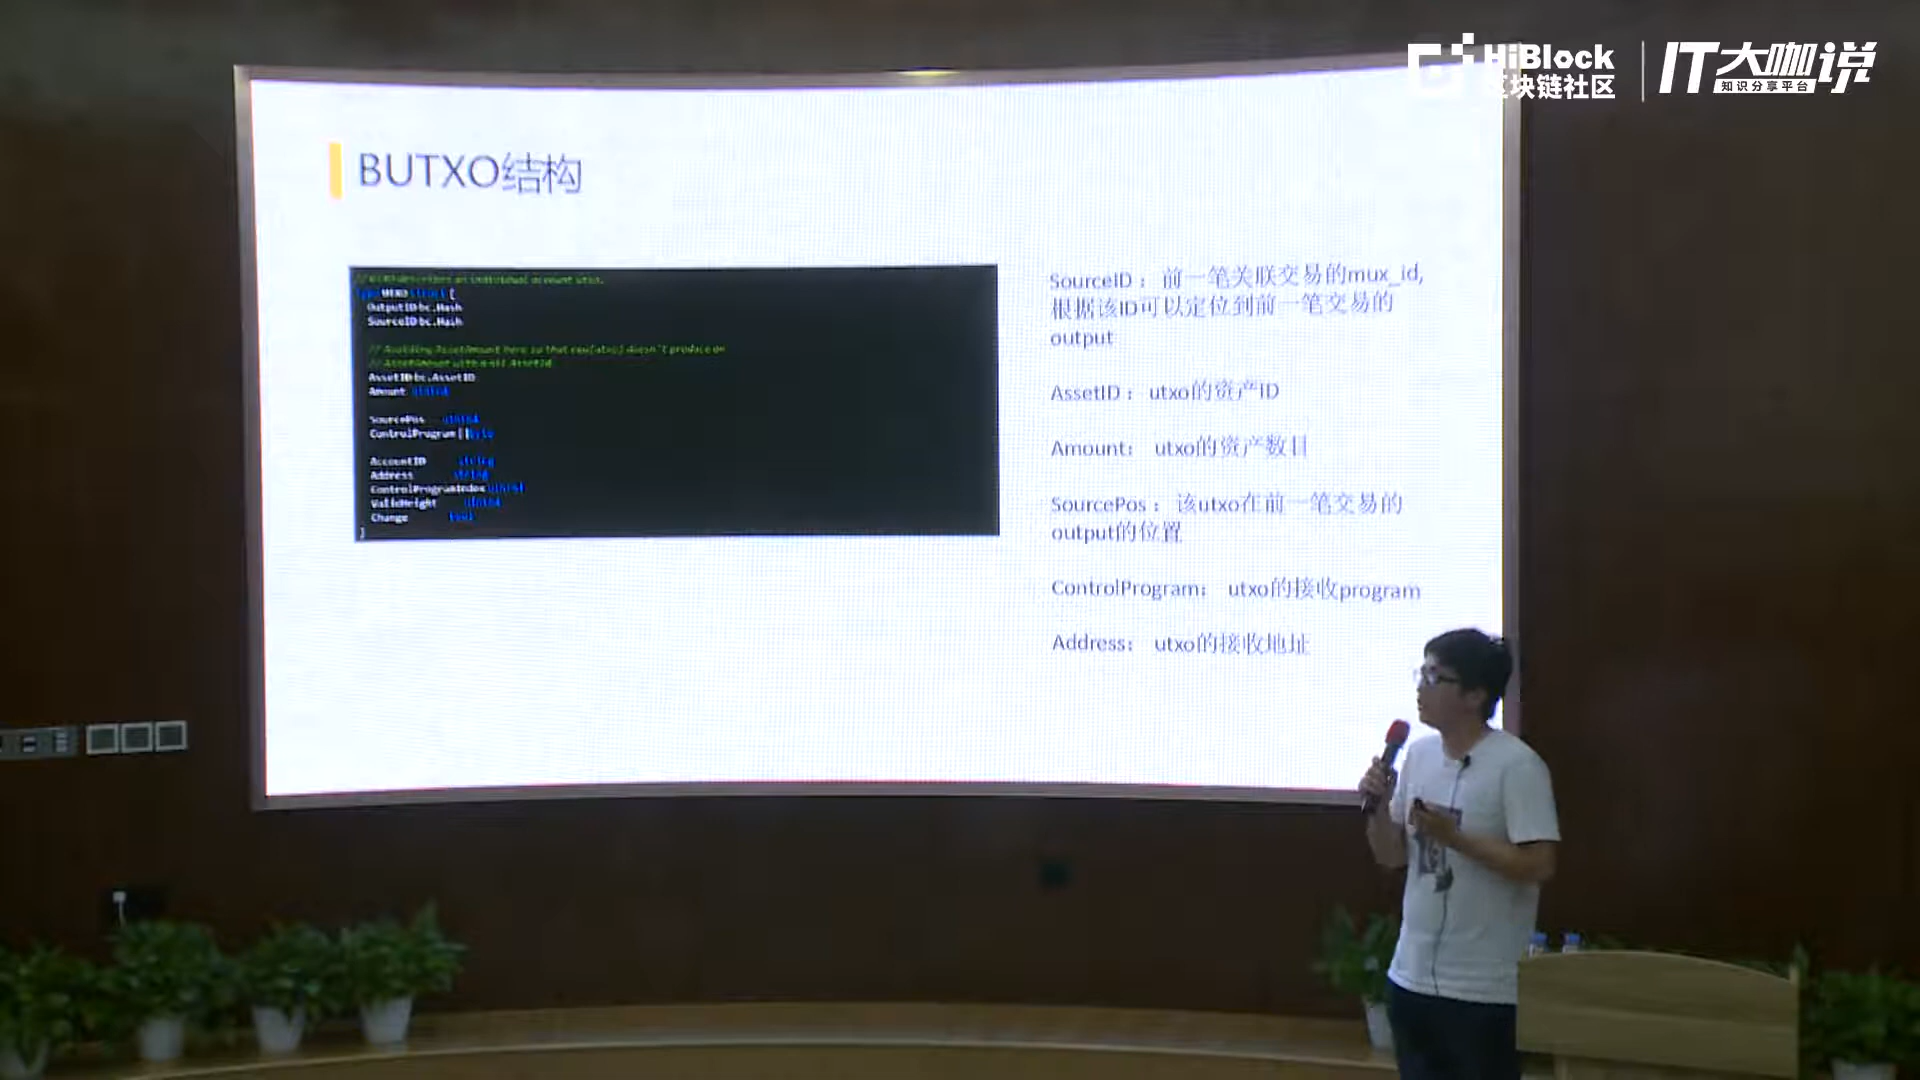 HiBlock
区块链社区
IT大咖说
知识分享平台
BUTXO结构
type UTXO struct {
OutputID bc.Hash
SourceID bc.Hash
AssetID bc.AssetID
Amount uint64
SourcePos uint64
ControlProgram []byte
AccountID string
Address string
ControlProgramIndex uint64
ValidHeight uint64
Change bool
}
SourceID： 前一笔关联交易的mux_id,
根据该ID可以定位到前一笔交易的
output
AssetID： utxo的资产ID
Amount： utxo的资产数目
SourcePos： 该utxo在前一笔交易的
output的位置
ControlProgram： utxo的接收program
Address： utxo的接收地址